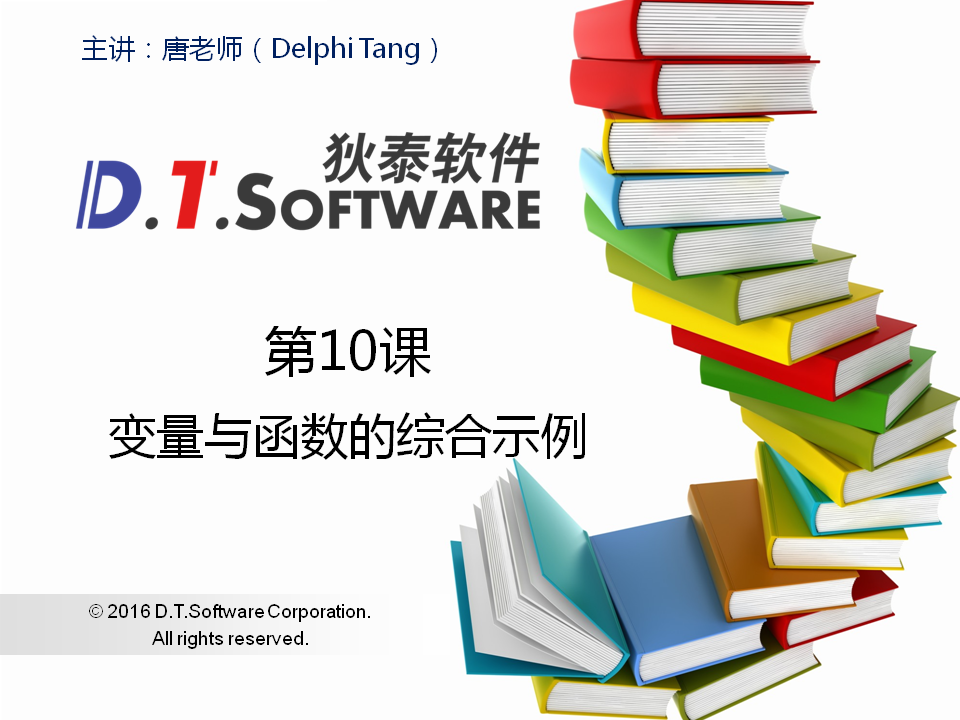 主讲：唐老师（Delphi Tang）
狄泰软件
D.T.SOFTWARE
第10课
变量与函数的综合示例
© 2016 D.T.Software Corporation.
All rights reserved.